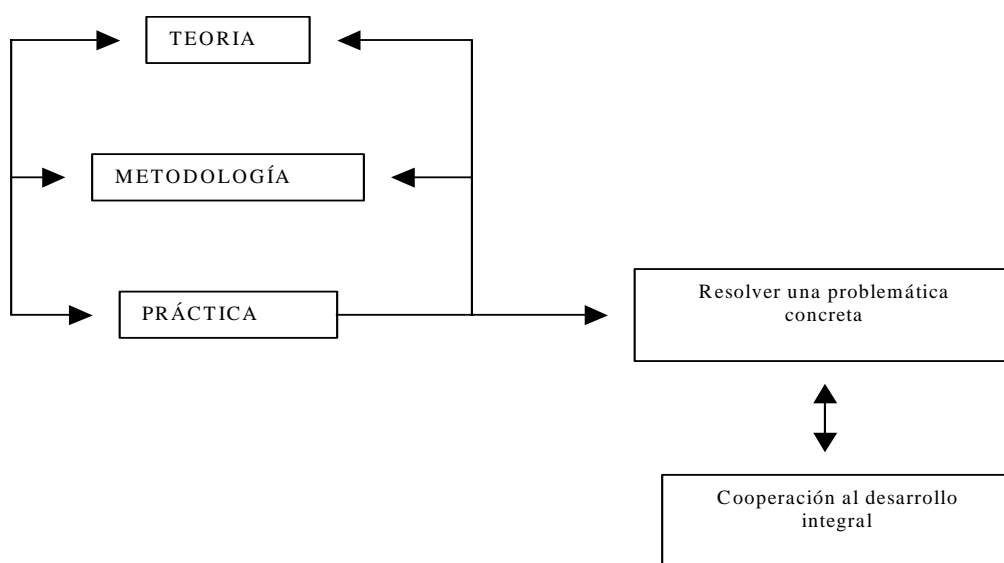 TEORIA
METODOLOGÍA
PRÁCTICA
Resolver una problemática
concreta
Cooperación al desarrollo
integral